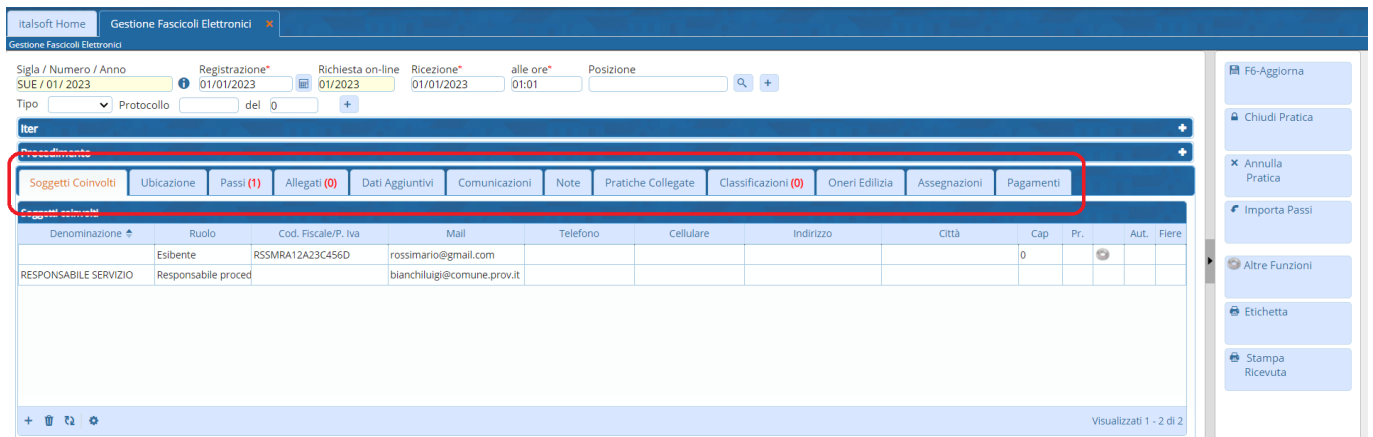 italsoft Home Gestione Fascicoli Elettronici ×
Gestione Fascicoli Elettronici
Sigla / Numero / Anno Registrazione* Richiesta on-line Ricezione* alle ore* Posizione
SUE / 01/ 2023 01/01/2023 01/2023 01/01/2023 01:01
Tipo Protocollo del 0 +
Iter
Procedimento
Soggetti Coinvolti Ubicazione Passi (1) Allegati (0) Dati Aggiuntivi Comunicazioni Note Pratiche Collegate Classificazioni (0) Oneri Edilizia Assegnazioni Pagamenti
Soggetti coinvolti
Denominazione Ruolo Cod. Fiscale/P. Iva Mail Telefono Cellulare Indirizzo Città Cap Pr. Aut. Fiere
Esibente RSSMRA12A23C456D rossimario@gmail.com 0
RESPONSABILE SERVIZIO Responsabile proced bianchiluigi@comune.prov.it
Visualizzati 1 - 2 di 2
F6-Aggiorna
Chiudi Pratica
Annulla
Pratica
Importa Passi
Altre Funzioni
Etichetta
Stampa
Ricevuta